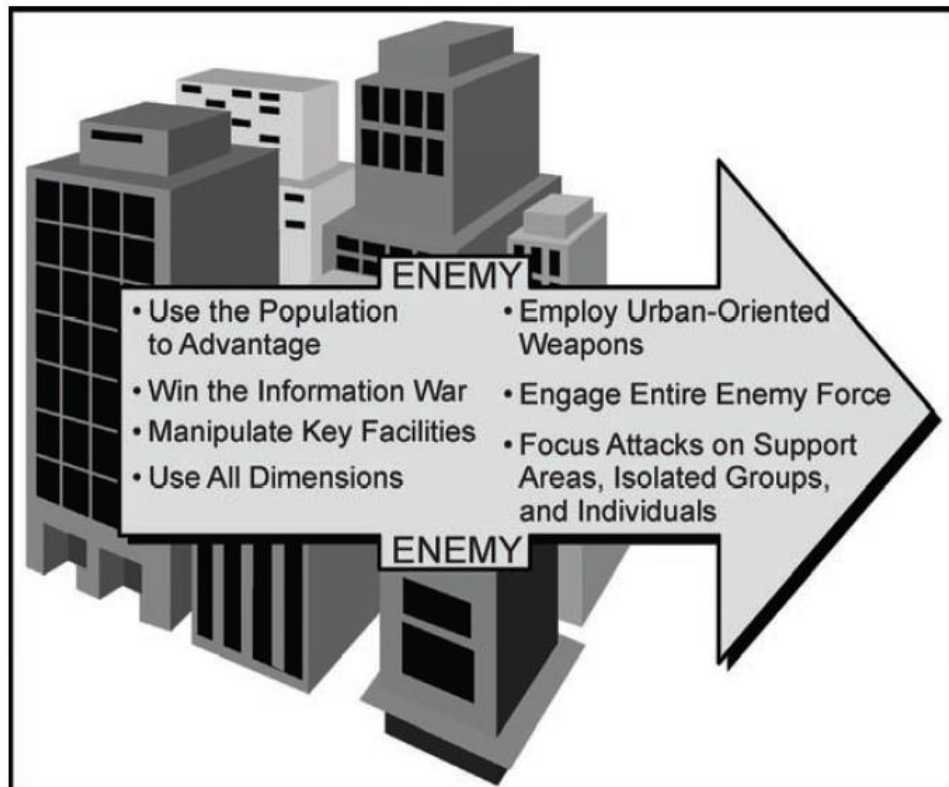 ENEMY
• Use the Population
to Advantage
• Win the Information War
• Manipulate Key Facilities
• Use All Dimensions
• Employ Urban-Oriented
Weapons
• Engage Entire Enemy Force
• Focus Attacks on Support
Areas, Isolated Groups,
and Individuals
ENEMY